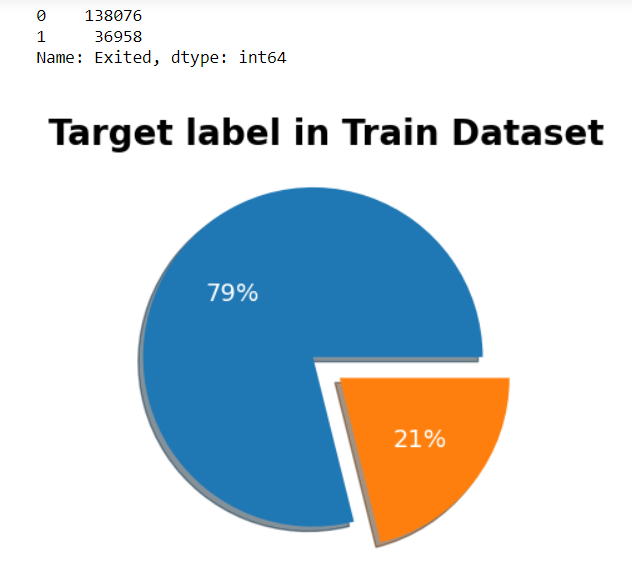 0    138076
1     36958
Name: Exited, dtype: int64
Target label in Train Dataset
79%
21%